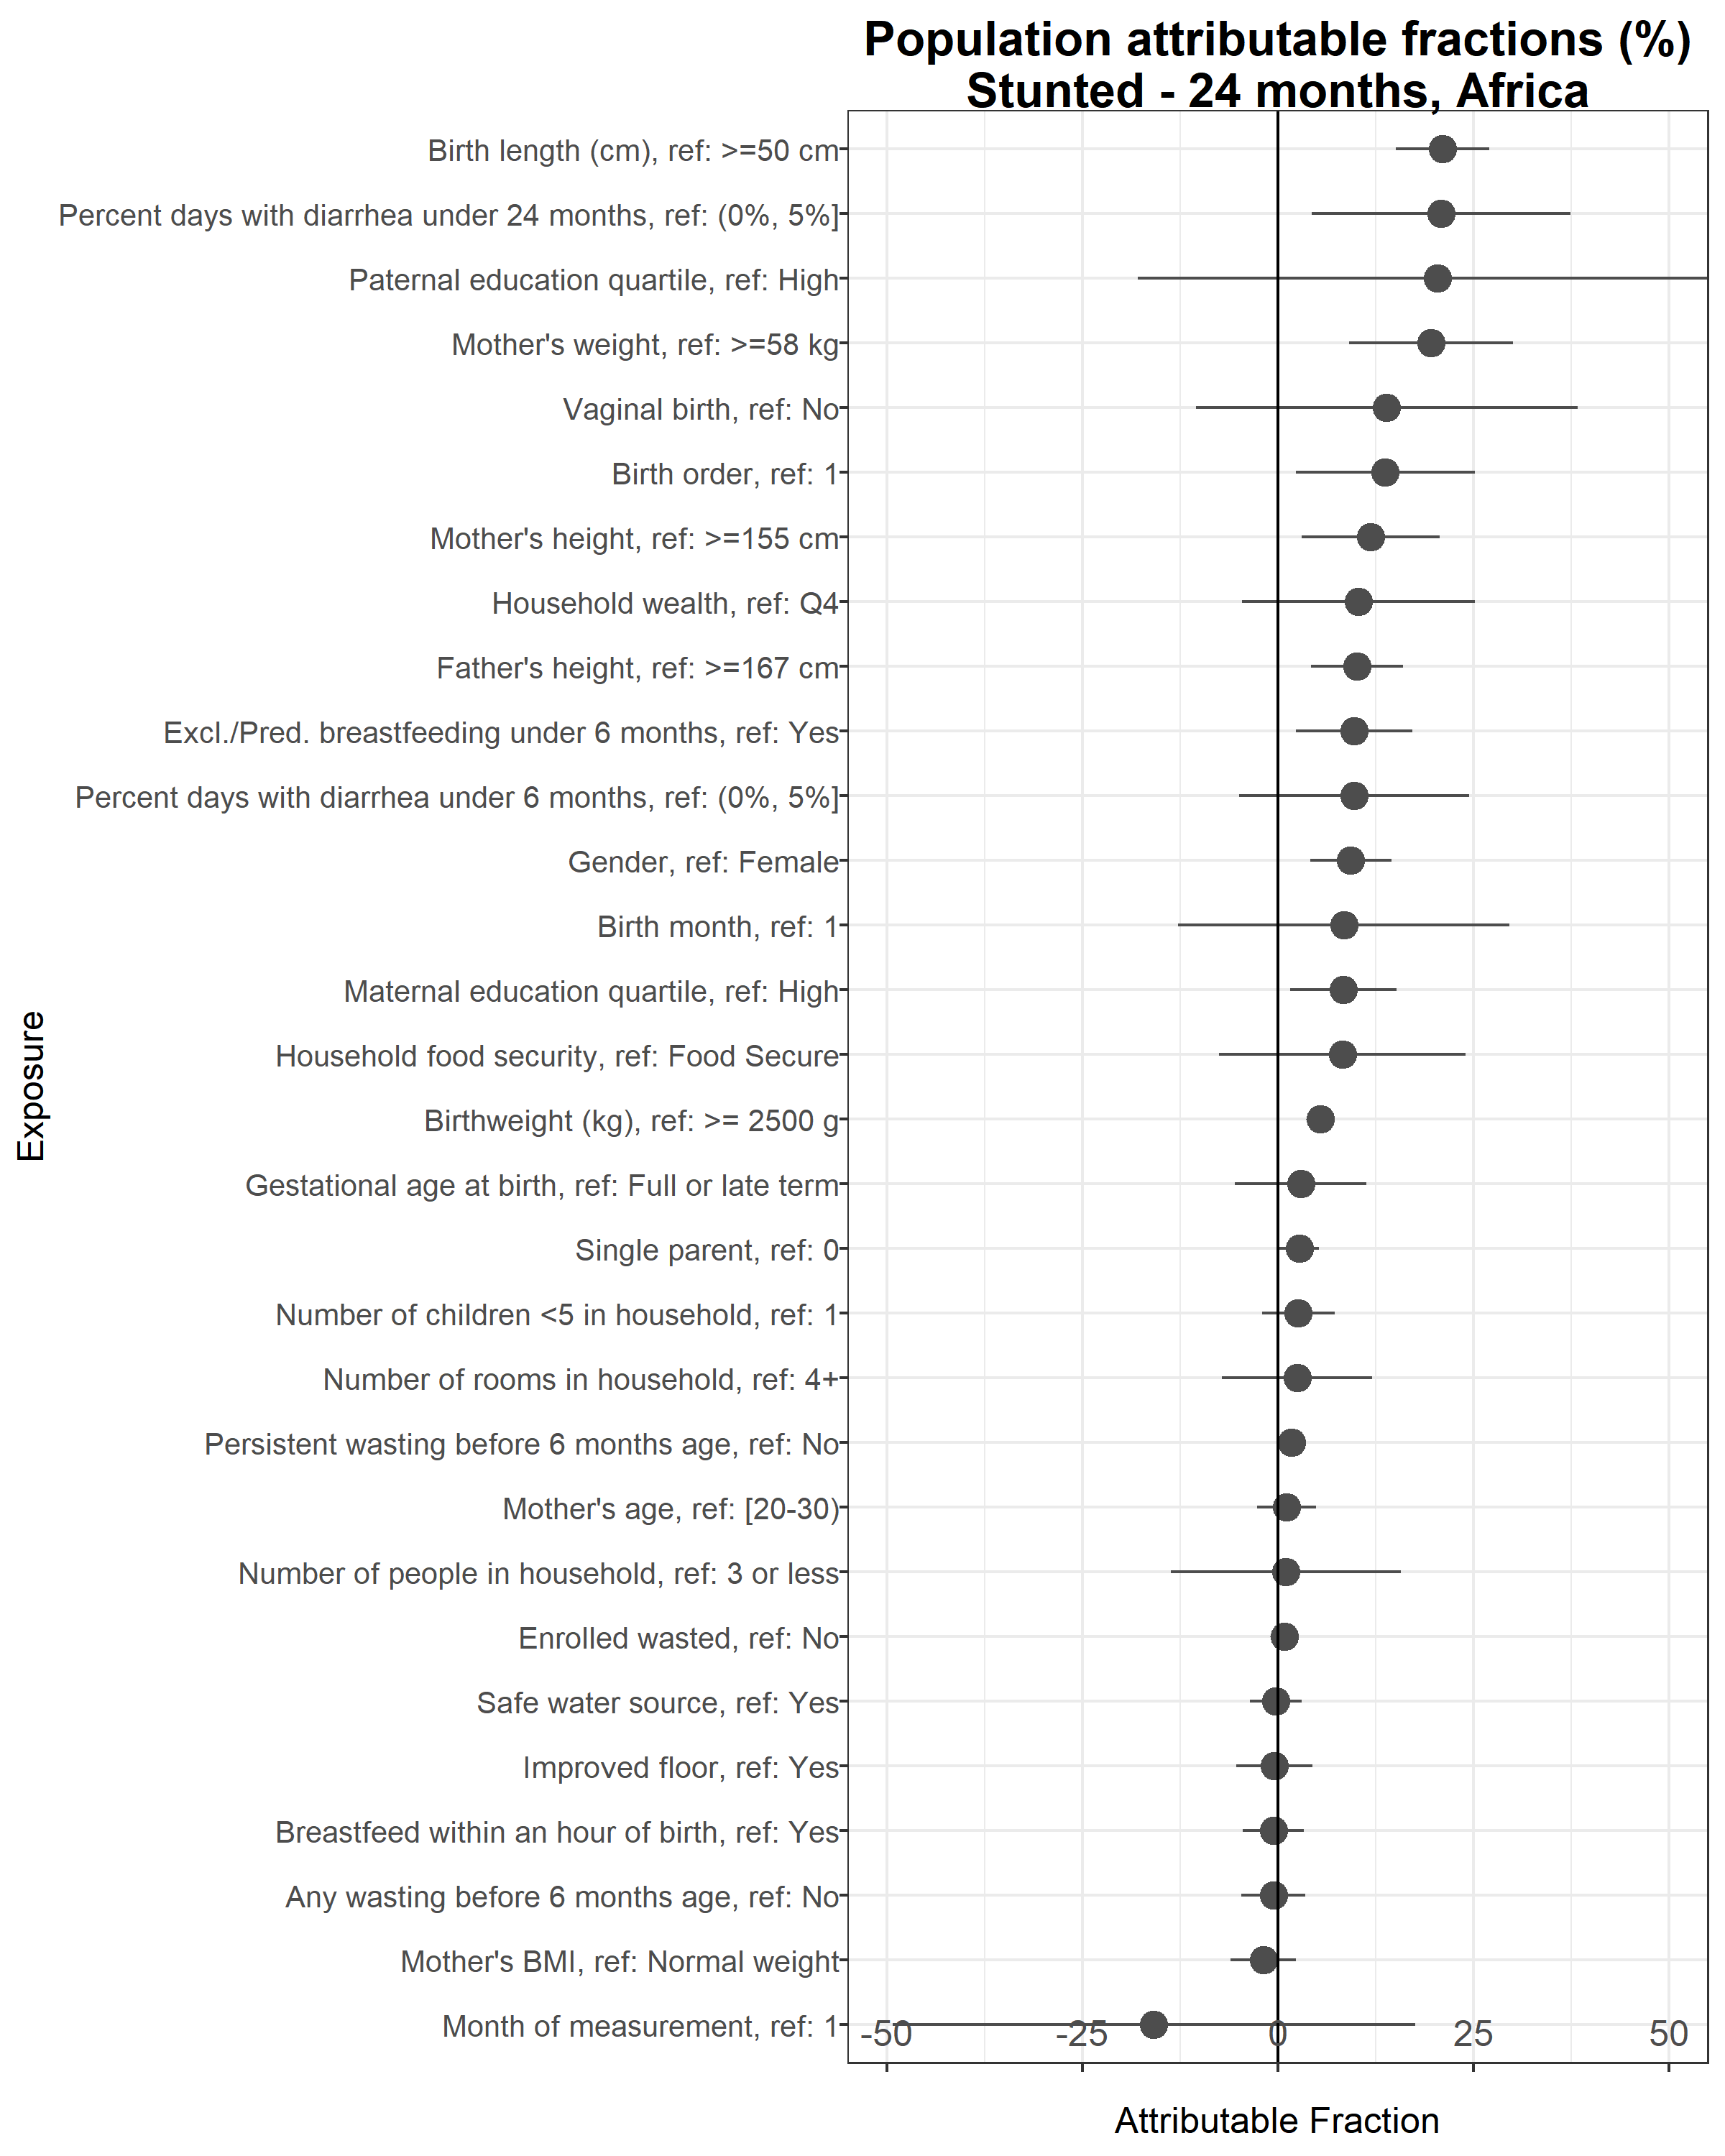 Population attributable fractions (%)
Stunted - 24 months, Africa
Birth length (cm), ref: >=50 cm
Percent days with diarrhea under 24 months, ref: (0%, 5%]
Paternal education quartile, ref: High
Mother's weight, ref: >=58 kg
Vaginal birth, ref: No
Birth order, ref: 1
Mother's height, ref: >=155 cm
Household wealth, ref: Q4
Father's height, ref: >=167 cm
Excl./Pred. breastfeeding under 6 months, ref: Yes
Percent days with diarrhea under 6 months, ref: (0%, 5%]
Gender, ref: Female
Birth month, ref: 1
Maternal education quartile, ref: High
Household food security, ref: Food Secure
Birthweight (kg), ref: >= 2500 g
Gestational age at birth, ref: Full or late term
Single parent, ref: 0
Number of children <5 in household, ref: 1
Number of rooms in household, ref: 4+
Persistent wasting before 6 months age, ref: No
Mother's age, ref: [20-30)
Number of people in household, ref: 3 or less
Enrolled wasted, ref: No
Safe water source, ref: Yes
Improved floor, ref: Yes
Breastfeed within an hour of birth, ref: Yes
Any wasting before 6 months age, ref: No
Mother's BMI, ref: Normal weight
Month of measurement, ref: 1
Exposure
-50 -25 0 25 50
Attributable Fraction